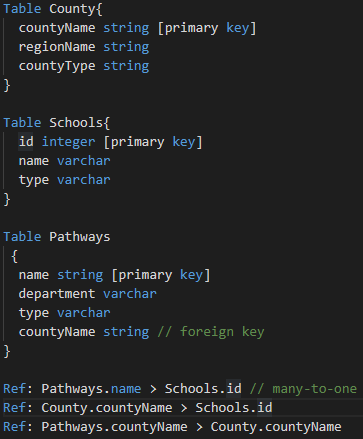 Table County{
  countyName string [primary key]
  regionName string
  countyType string
}
Table Schools{
  id integer [primary key]
  name varchar
  type varchar
}
Table Pathways
 {
  name string [primary key]
  department varchar
  type varchar
  countyName string // foreign key
}
Ref: Pathways.name > Schools.id // many-to-one
Ref: County.countyName > Schools.id
Ref: Pathways.countyName > County.countyName